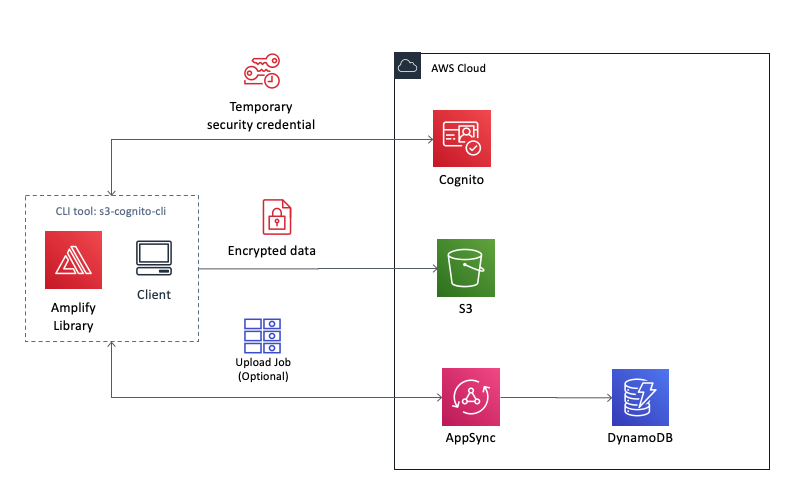 AWS Cloud
Temporary
security credential
Cognito
CLI tool: s3-cognito-cli
Amplify
Library
Client
Encrypted data
S3
Upload Job
(Optional)
AppSync
DynamoDB